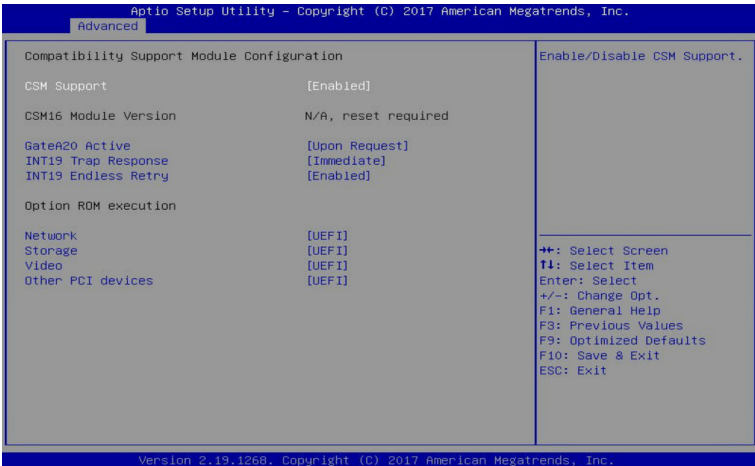 Aptio Setup Utility – Copyright (C) 2017 American Megatrends, Inc.
Advanced
Compatibility Support Module Configuration
CSM Support [Enabled]
CSM16 Module Version N/A, reset required
GateA20 Active [Upon Request]
INT19 Trap Response [Immediate]
INT19 Endless Retry [Enabled]
Option ROM execution
Network [UEFI]
Storage [UEFI]
Video [UEFI]
Other PCI devices [UEFI]
Enable/Disable CSM Support.
→←: Select Screen
↑↓: Select Item
Enter: Select
+/-: Change Opt.
F1: General Help
F3: Previous Values
F9: Optimized Defaults
F10: Save & Exit
ESC: Exit
Version 2.19.1268. Copyright (C) 2017 American Megatrends, Inc.